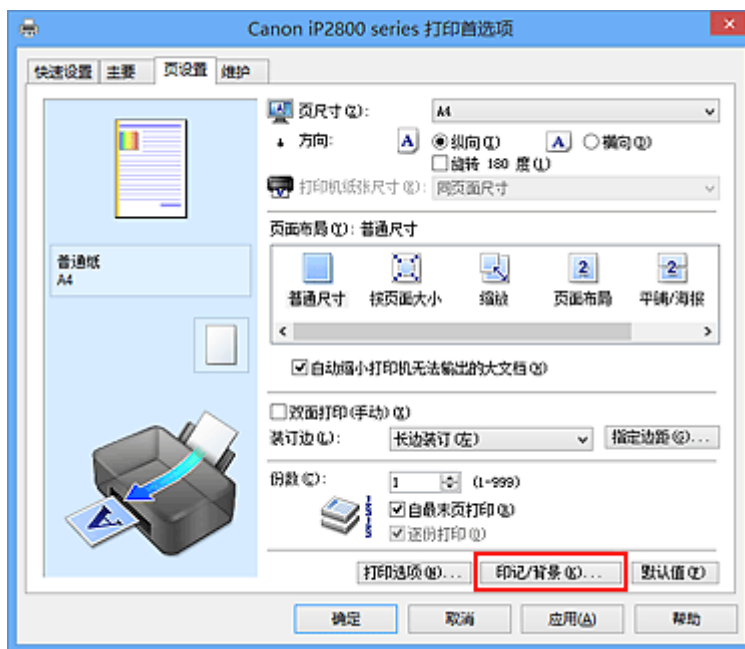 Canon iP2800 series 打印首选项
快速设置 主要 页设置 维护
普通纸
A4
页尺寸(Z): A4
方向: A 纵向(I) A 横向(D)
旋转 180 度(L)
打印机纸张尺寸(R): 同页面尺寸
页面布局(Y): 普通尺寸
普通尺寸 按页面大小 缩放 页面布局 平铺/海报
自动缩小打印机无法输出的大文档(N)
双面打印(手动)(X)
装订边(L): 长边装订(左) 指定边距(G)...
份数(C): 1 (1-999)
自最末页打印(S)
逐份打印(O)
打印选项(N)... 印记/背景(K)... 默认值(F)
确定 取消 应用(A) 帮助